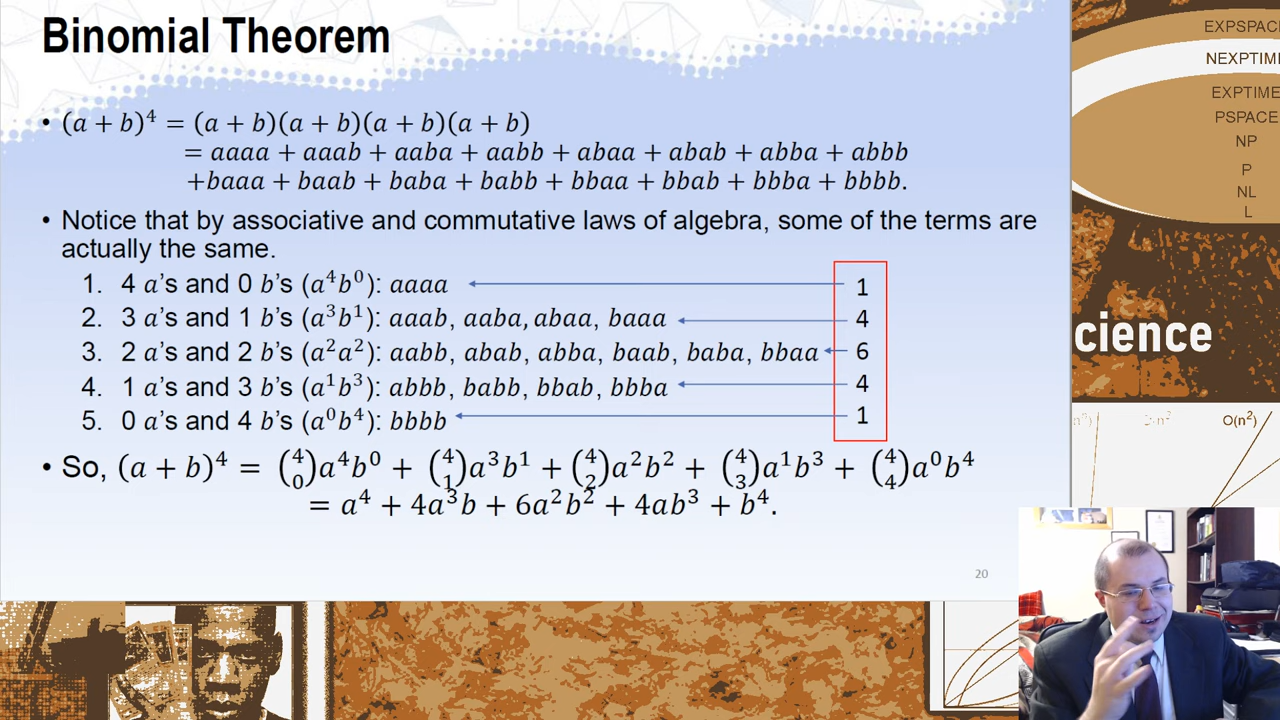 Binomial Theorem
• (a + b)⁴ = (a + b)(a + b)(a + b)(a + b)
= aaaa + aaab + aaba + aabb + abaa + abab + abba + abbb
+baaa + baab + baba + babb + bbaa + bbab + bbba + bbbb.
• Notice that by associative and commutative laws of algebra, some of the terms are
actually the same.
1. 4 a's and 0 b's (a⁴b⁰): aaaa 1
2. 3 a's and 1 b's (a³b¹): aaab, aaba, abaa, baaa 4
3. 2 a's and 2 b's (a²a²): aabb, abab, abba, baab, baba, bbaa 6
4. 1 a's and 3 b's (a¹b³): abbb, babb, bbab, bbba 4
5. 0 a's and 4 b's (a⁰b⁴): bbbb 1
• So, (a + b)⁴ = (4 0)a⁴b⁰ + (4 1)a³b¹ + (4 2)a²b² + (4 3)a¹b³ + (4 4)a⁰b⁴
= a⁴ + 4a³b + 6a²b² + 4ab³ + b⁴.
20
EXPSPAC
NEXPTIM
EXPTIME
PSPACE
NP
P
NL
L
cience
O(n²)